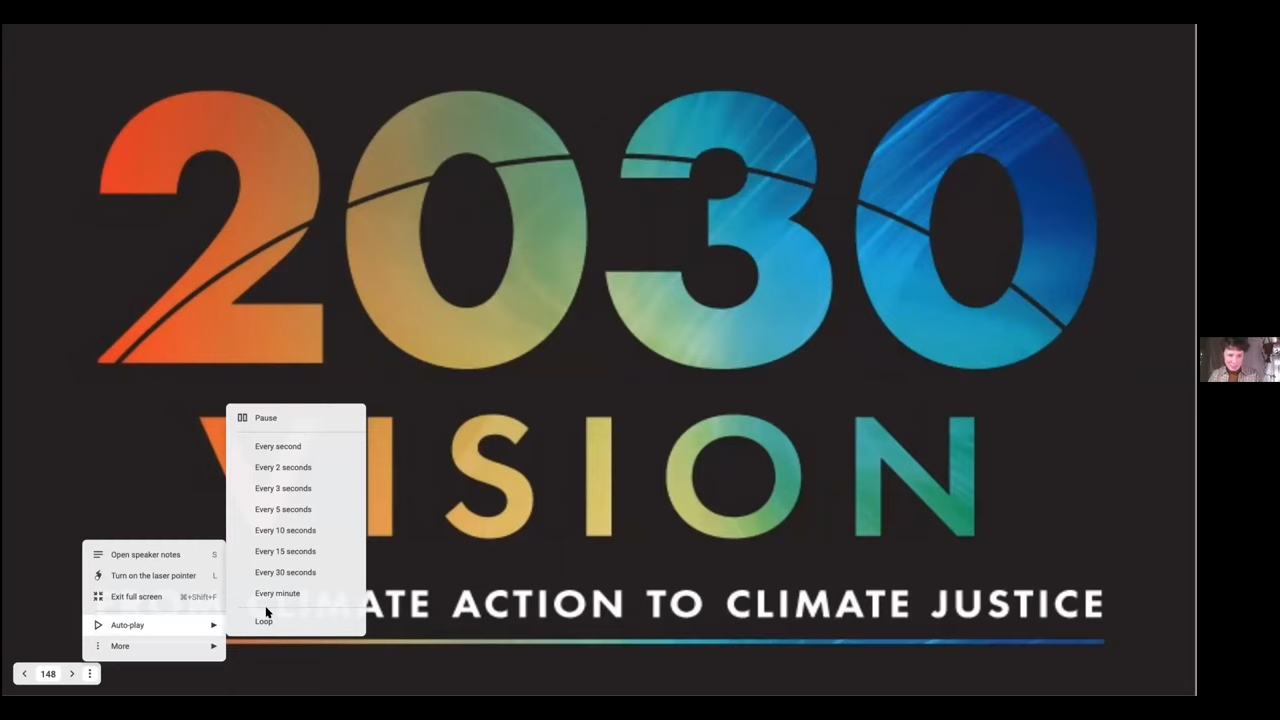 2030
VISION
CLIMATE ACTION TO CLIMATE JUSTICE
Pause
Every second
Every 2 seconds
Every 3 seconds
Every 5 seconds
Every 10 seconds
Every 15 seconds
Every 30 seconds
Every minute
Loop
Open speaker notes S
Turn on the laser pointer L
Exit full screen ⌘+Shift+F
Auto-play
More
148